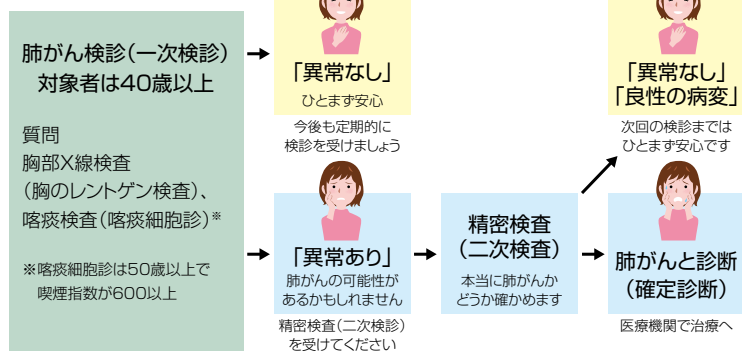 肺がん検診（一次検診）
対象者は40歳以上
質問
胸部X線検査
（胸のレントゲン検査）、
喀痰検査（喀痰細胞診）※
※喀痰細胞診は50歳以上で
喫煙指数が600以上
「異常なし」
ひとまず安心
今後も定期的に
検診を受けましょう
「異常あり」
肺がんの可能性が
あるかもしれません
精密検査（二次検診）
を受けてください
精密検査
（二次検査）
本当に肺がんか
どうか確かめます
「異常なし」
「良性の病変」
次回の検診までは
ひとまず安心です
肺がんと診断
（確定診断）
医療機関で治療へ